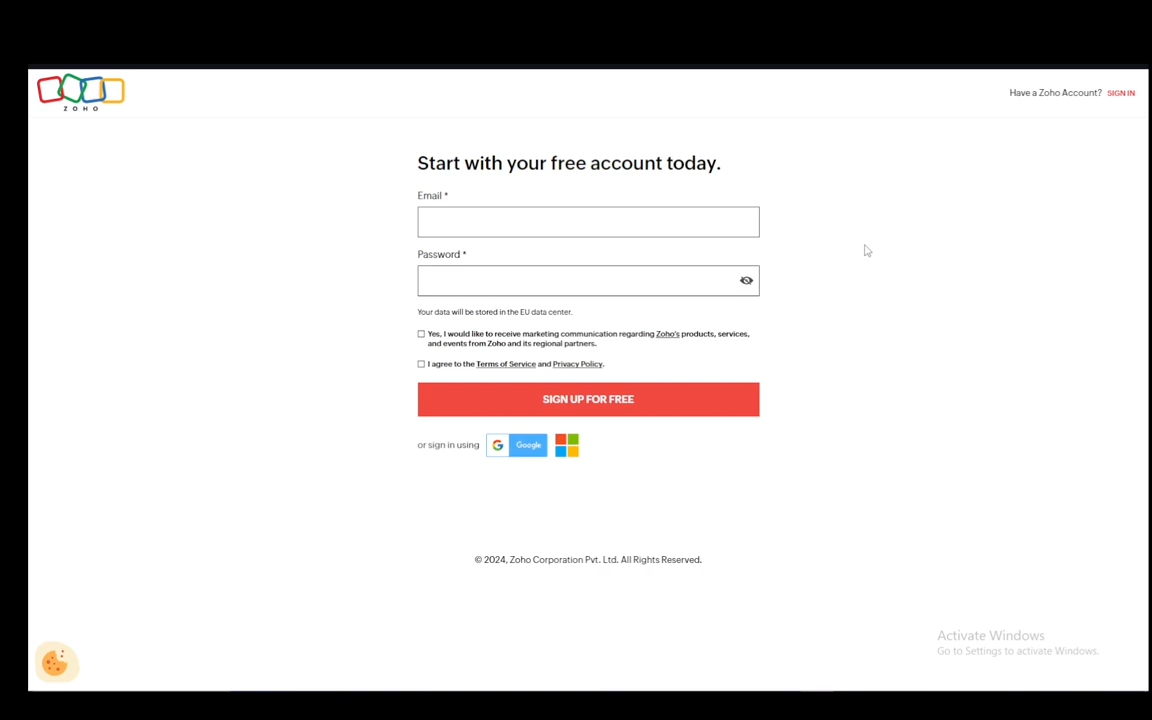 ZOHO
Have a Zoho Account? SIGN IN
Start with your free account today.
Email *
Password *
Your data will be stored in the EU data center.
Yes, I would like to receive marketing communication regarding Zoho's products, services,
and events from Zoho and its regional partners.
I agree to the Terms of Service and Privacy Policy.
SIGN UP FOR FREE
or sign in using G Google
© 2024, Zoho Corporation Pvt. Ltd. All Rights Reserved.
Activate Windows
Go to Settings to activate Windows.